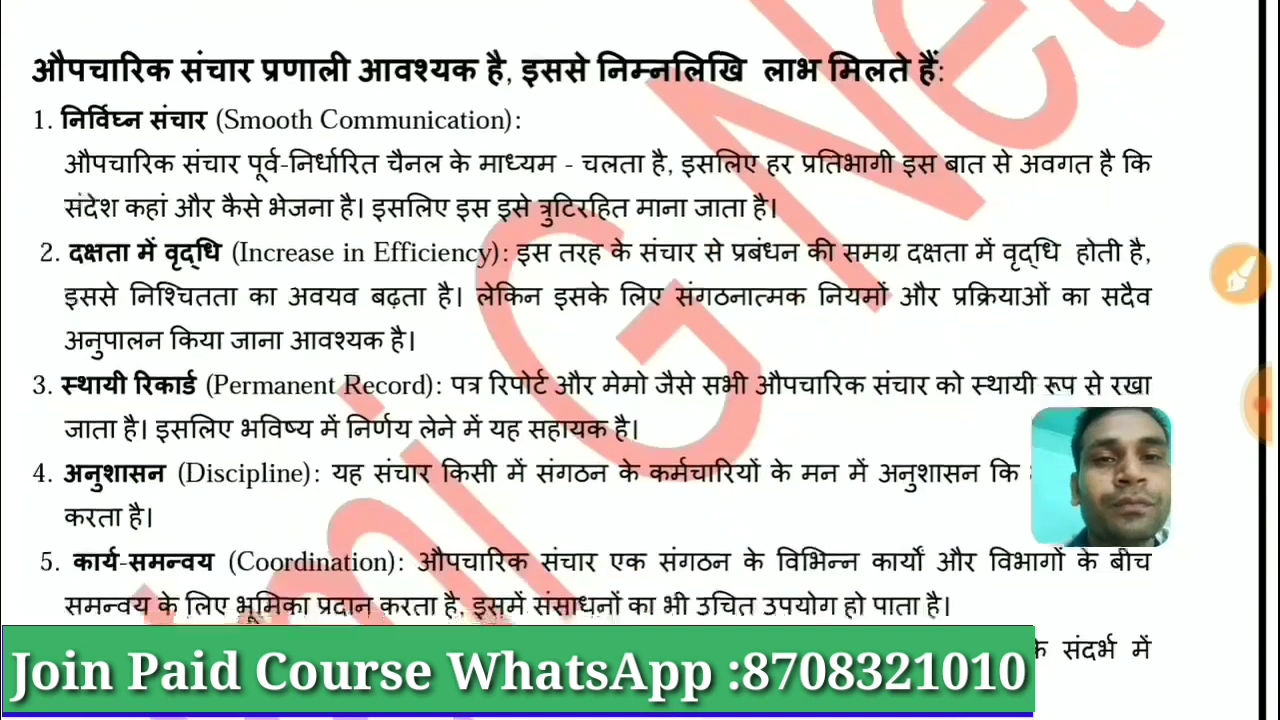 औपचारिक संचार प्रणाली आवश्यक है, इससे निम्नलिखि लाभ मिलते हैं:
1. निर्विघ्न संचार (Smooth Communication):
औपचारिक संचार पूर्व-निर्धारित चैनल के माध्यम - चलता है, इसलिए हर प्रतिभागी इस बात से अवगत है कि
संदेश कहां और कैसे भेजना है। इसलिए इस इसे त्रुटिरहित माना जाता है।
2. दक्षता में वृद्धि (Increase in Efficiency): इस तरह के संचार से प्रबंधन की समग्र दक्षता में वृद्धि होती है,
इससे निश्चितता का अवयव बढ़ता है। लेकिन इसके लिए संगठनात्मक नियमों और प्रक्रियाओं का सदैव
अनुपालन किया जाना आवश्यक है।
3. स्थायी रिकार्ड (Permanent Record): पत्र रिपोर्ट और मेमो जैसे सभी औपचारिक संचार को स्थायी रूप से रखा
जाता है। इसलिए भविष्य में निर्णय लेने में यह सहायक है।
4. अनुशासन (Discipline): यह संचार किसी में संगठन के कर्मचारियों के मन में अनुशासन कि
करता है।
5. कार्य-समन्वय (Coordination): औपचारिक संचार एक संगठन के विभिन्न कार्यों और विभागों के बीच
समन्वय के लिए भूमिका प्रदान करता है, इसमें संसाधनों का भी उचित उपयोग हो पाता है।
के संदर्भ में
Join Paid Course WhatsApp :8708321010